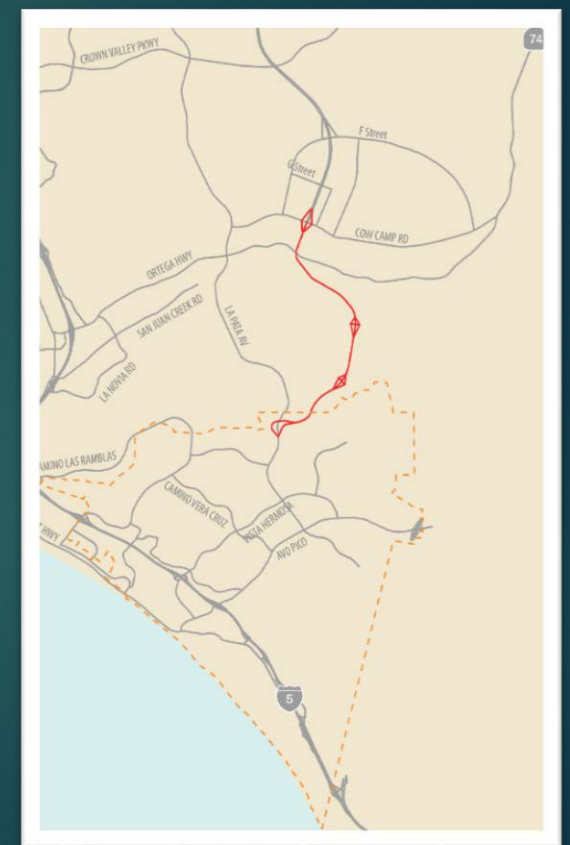 CROWN VALLEY PKWY
74
F Street
G Street
COW CAMP RD
ORTEGA HWY
SAN JUAN CREEK RD
LA PATA AV
LA NOVIA RD
AMINO LAS RAMBLAS
CAMINO VERA CRUZ
VISTA HERMOSA
AVD PICO
HWY
5